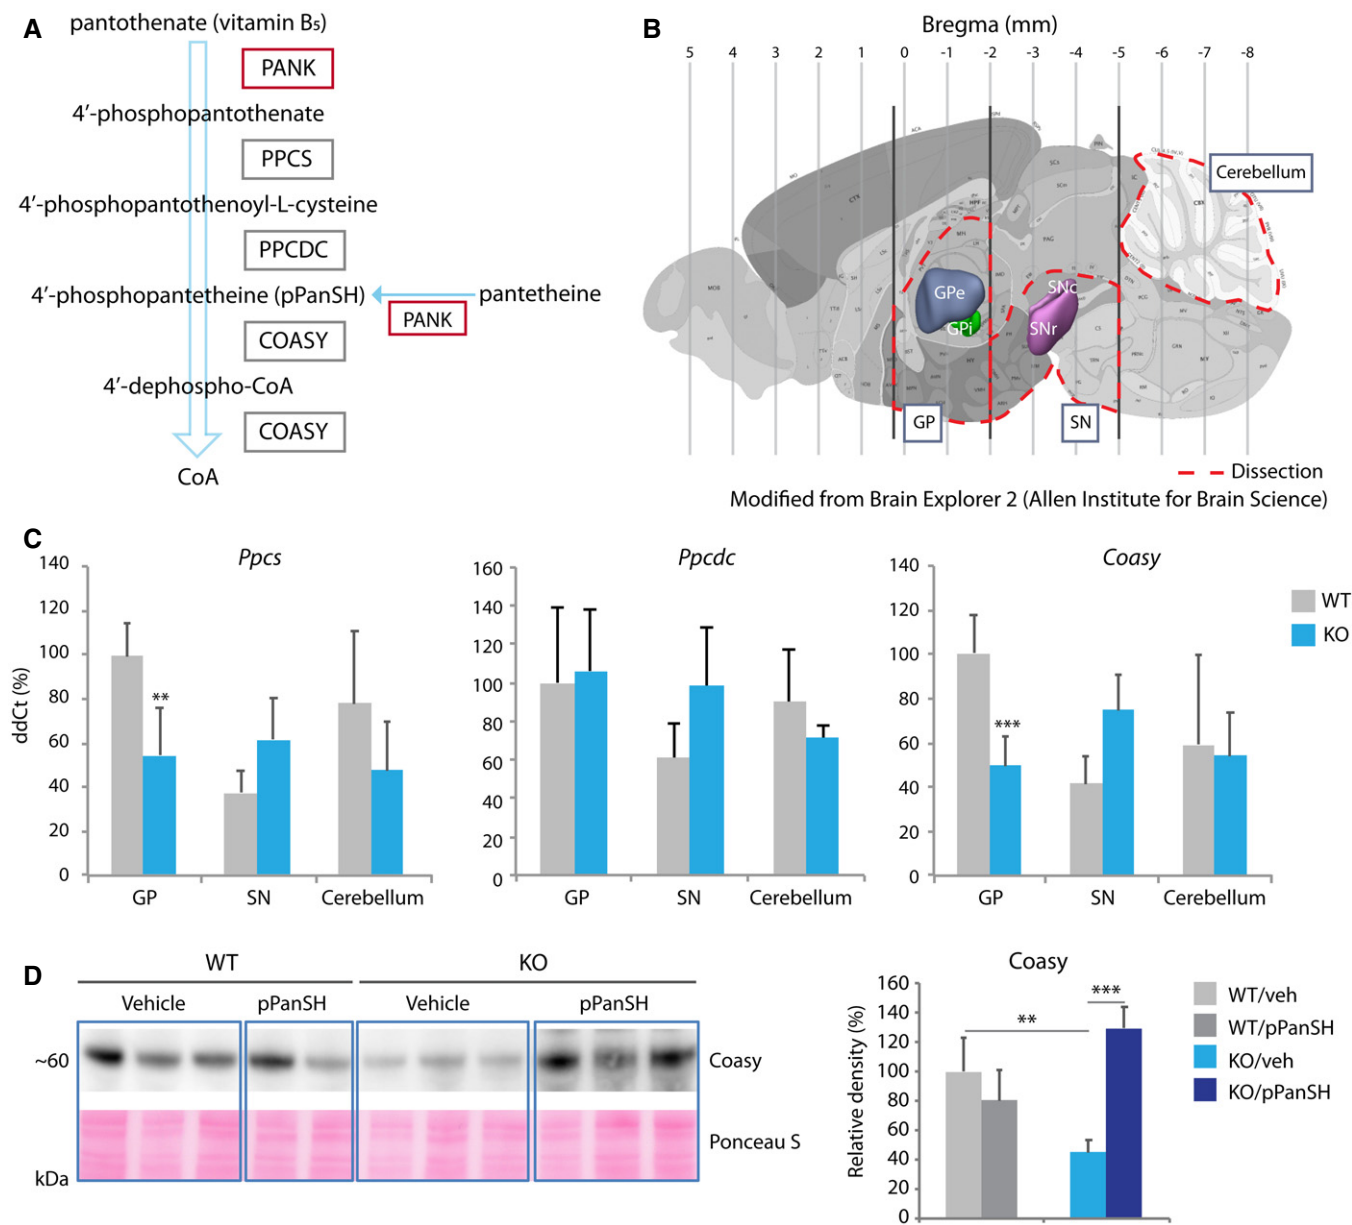 A
pantothenate (vitamin B5)
PANK
4′-phosphopantothenate
PPCS
4′-phosphopantothenoyl-L-cysteine
PPCDC
4′-phosphopantetheine (pPanSH)
pantetheine
PANK
COASY
4′-dephospho-CoA
COASY
CoA
B
Bregma (mm)
5 4 3 2 1 0 -1 -2 -3 -4 -5 -6 -7 -8
Cerebellum
GPe
GPi
SNc
SNr
GP
SN
Dissection
Modified from Brain Explorer 2 (Allen Institute for Brain Science)
C
Ppcs
ddCt (%)
140
120
100
80
60
40
20
0
**
GP SN Cerebellum
Ppcdc
160
140
120
100
80
60
40
20
0
GP SN Cerebellum
Coasy
140
120
100
80
60
40
20
0
***
GP SN Cerebellum
WT
KO
D
WT KO
Vehicle pPanSH Vehicle pPanSH
~60
Coasy
Ponceau S
kDa
Coasy
Relative density (%)
160
140
120
100
80
60
40
20
0
**
***
WT/veh
WT/pPanSH
KO/veh
KO/pPanSH